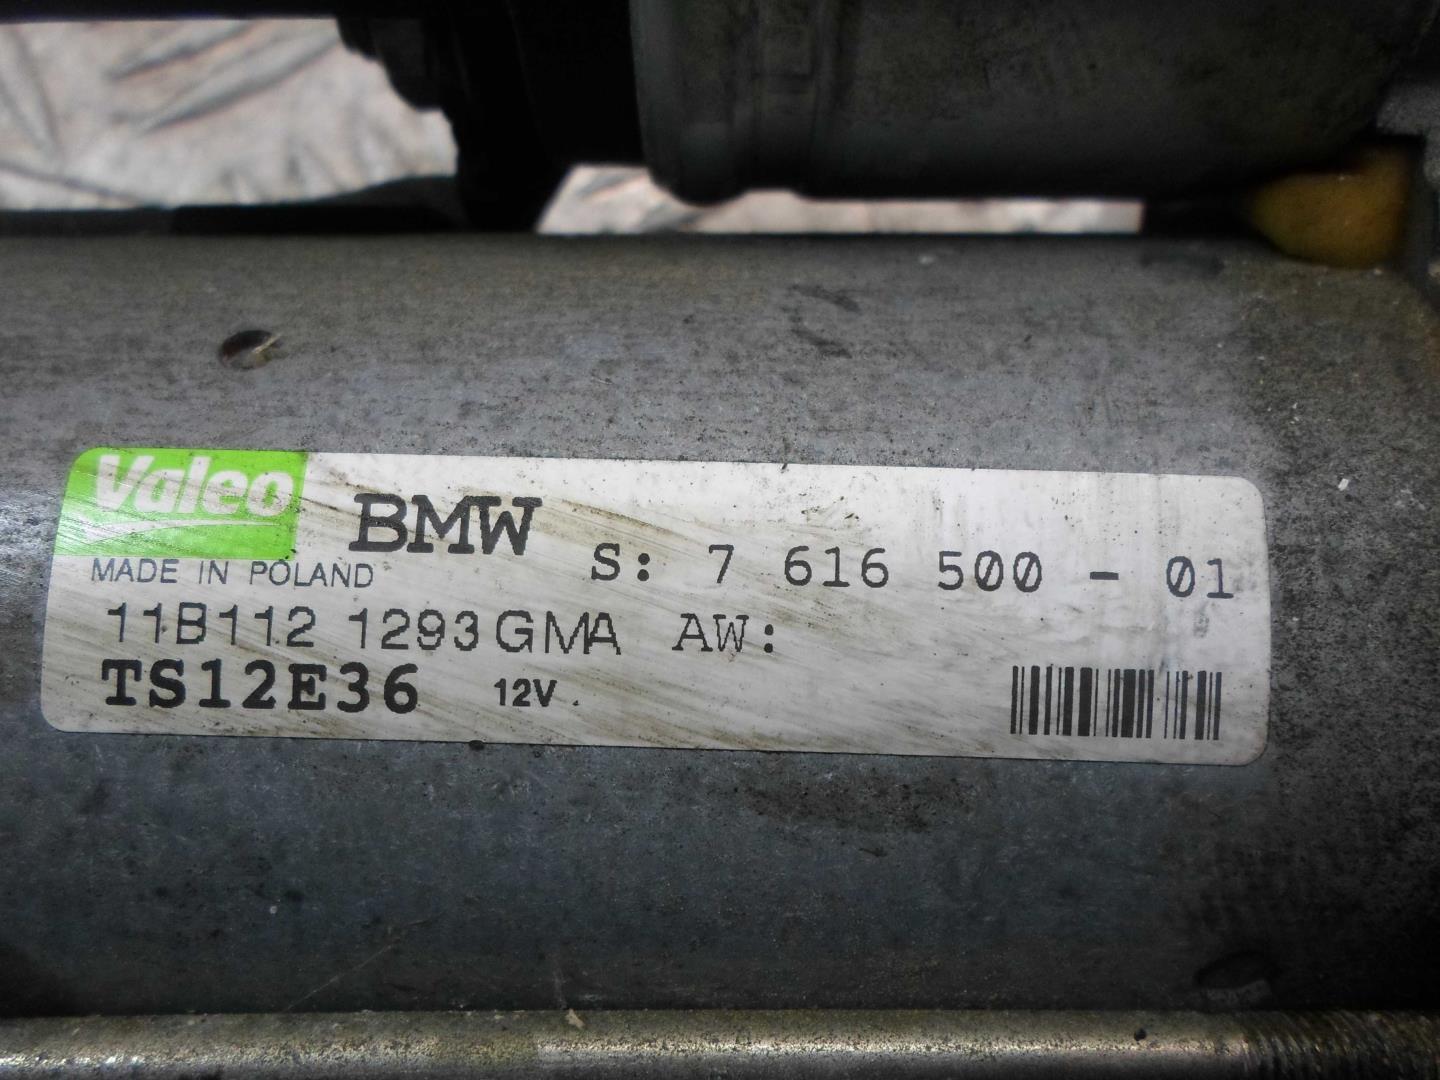 Valeo BMW S: 7 616 500 - 01
MADE IN POLAND
11B112 1293GMA AW:
TS12E36 12V.